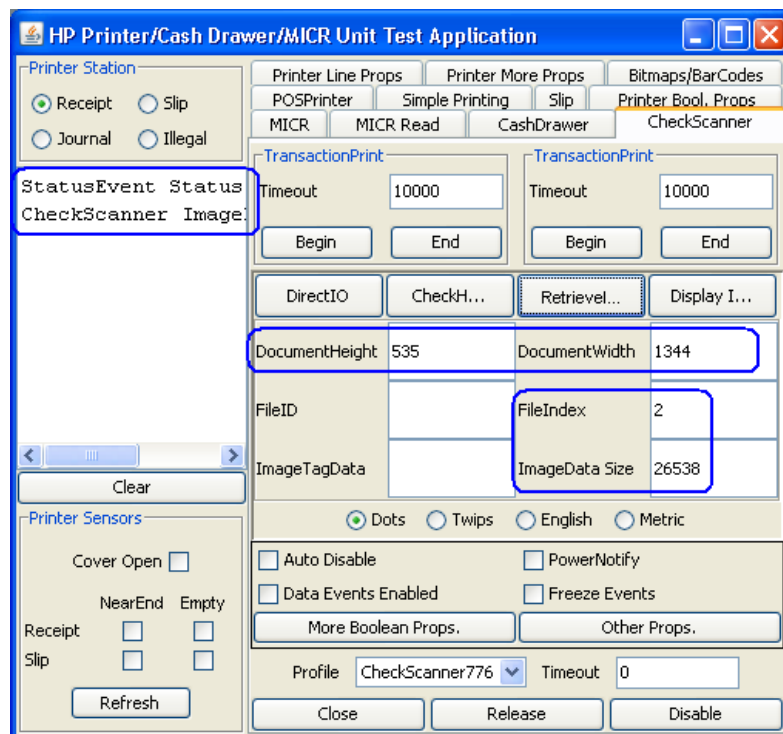 HP Printer/Cash Drawer/MICR Unit Test Application
Printer Station
Receipt Slip
Journal Illegal
StatusEvent Status
CheckScanner Image
Clear
Printer Sensors
Cover Open
NearEnd Empty
Receipt
Slip
Refresh
Printer Line Props Printer More Props Bitmaps/BarCodes
POSPrinter Simple Printing Slip Printer Bool. Props
MICR MICR Read CashDrawer CheckScanner
TransactionPrint TransactionPrint
Timeout 10000 Timeout 10000
Begin End Begin End
DirectIO CheckH... Retrievel... Display I...
DocumentHeight 535 DocumentWidth 1344
FileID FileIndex 2
ImageTagData ImageData Size 26538
Dots Twips English Metric
Auto Disable PowerNotify
Data Events Enabled Freeze Events
More Boolean Props. Other Props.
Profile CheckScanner776 Timeout 0
Close Release Disable